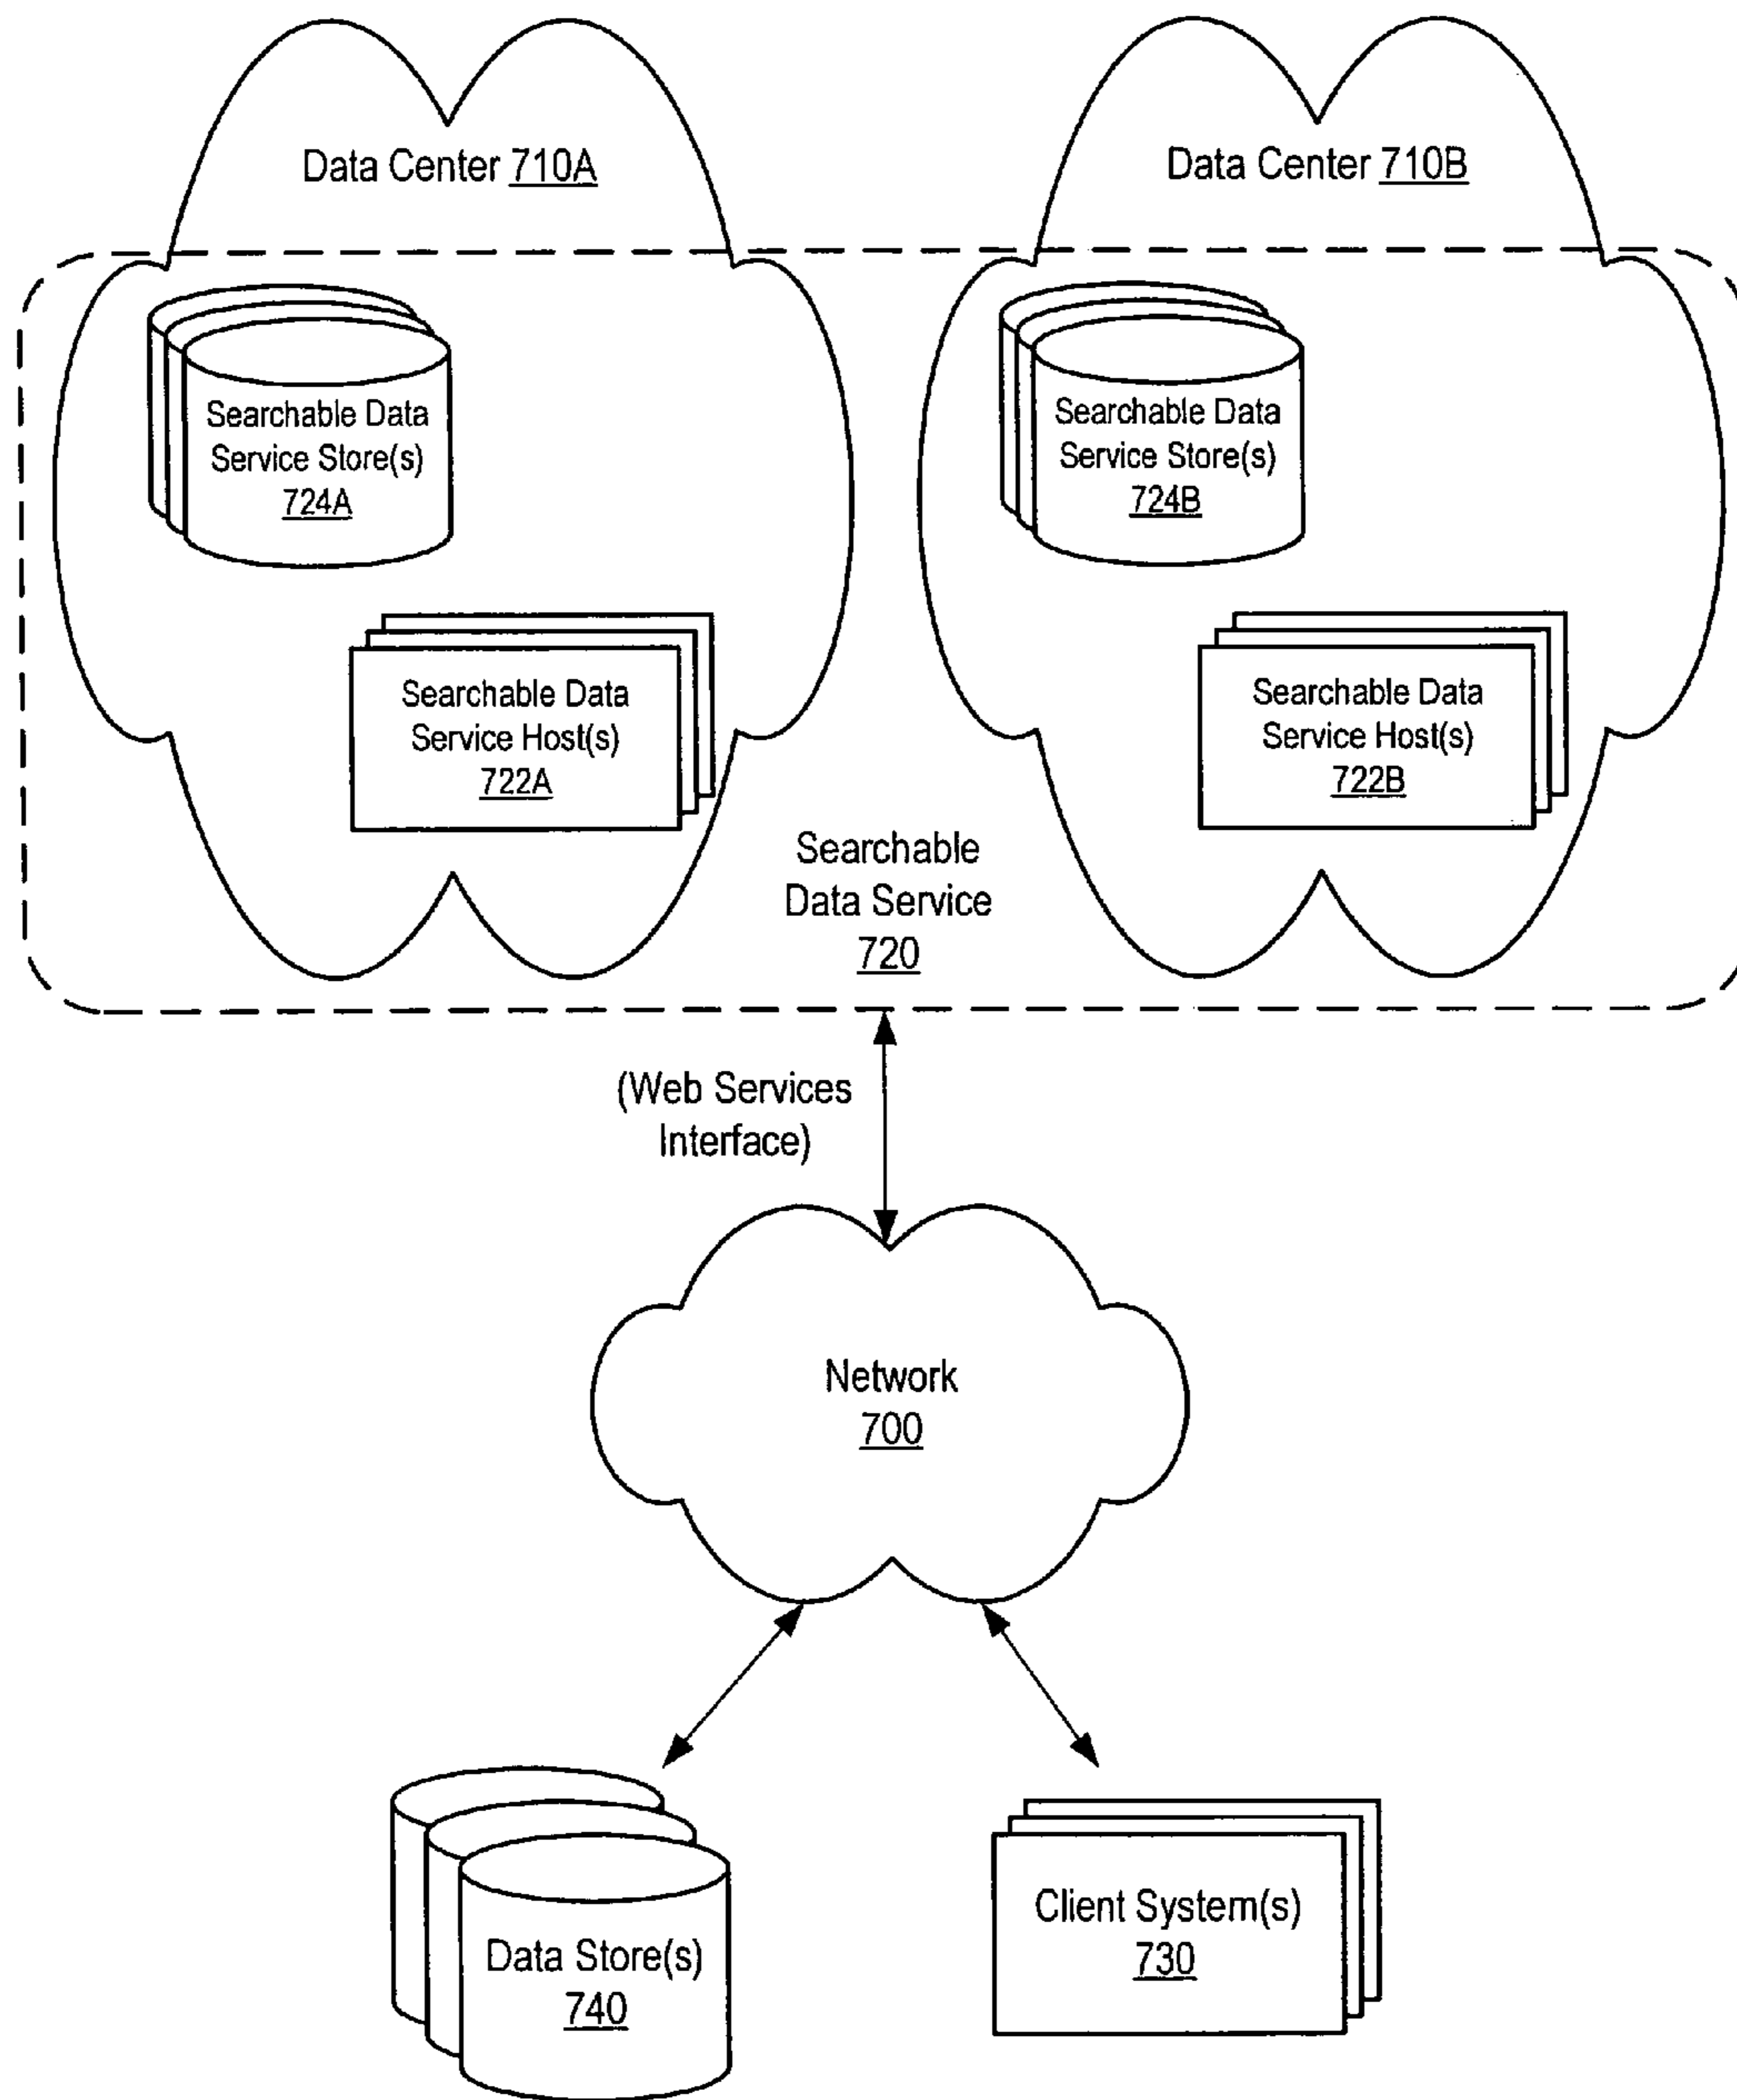 Data Center 710A
Data Center 710B
Searchable Data
Service Store(s)
724A
Searchable Data
Service Store(s)
724B
Searchable Data
Service Host(s)
722A
Searchable Data
Service Host(s)
722B
Searchable
Data Service
720
(Web Services
Interface)
Network
700
Data Store(s)
740
Client System(s)
730